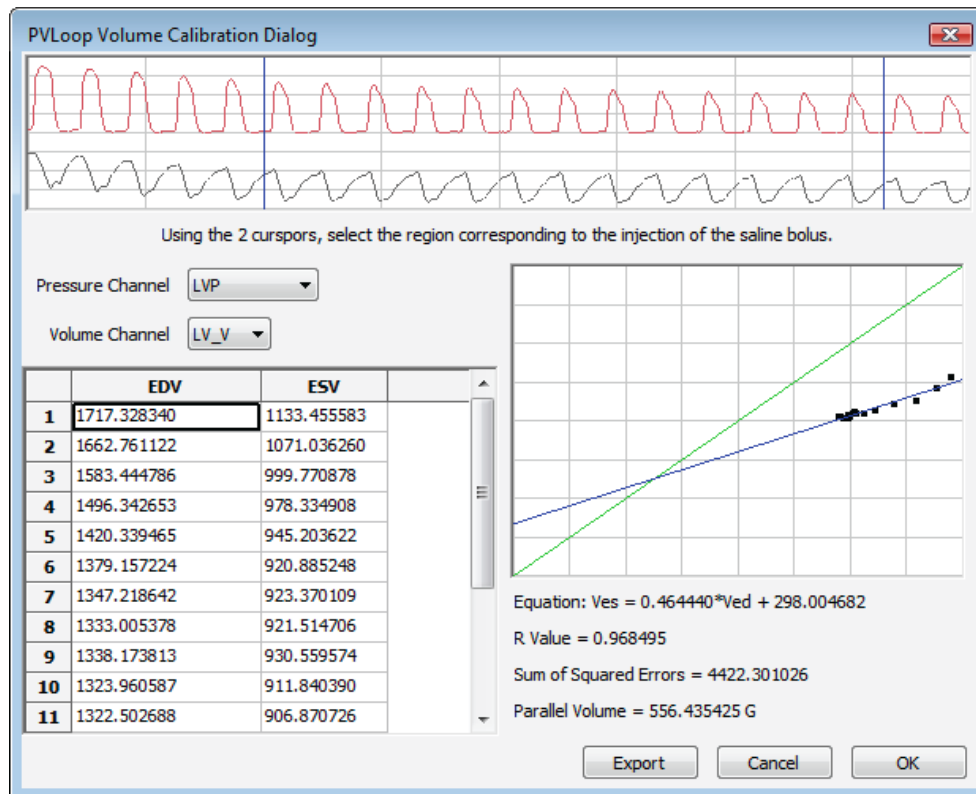 PVLoop Volume Calibration Dialog
Using the 2 curspors, select the region corresponding to the injection of the saline bolus.
Pressure Channel LVP
Volume Channel LV_V
EDV ESV
1 1717.328340 1133.455583
2 1662.761122 1071.036260
3 1583.444786 999.770878
4 1496.342653 978.334908
5 1420.339465 945.203622
6 1379.157224 920.885248
7 1347.218642 923.370109
8 1333.005378 921.514706
9 1338.173813 930.559574
10 1323.960587 911.840390
11 1322.502688 906.870726
Equation: Ves = 0.464440*Ved + 298.004682
R Value = 0.968495
Sum of Squared Errors = 4422.301026
Parallel Volume = 556.435425 G
Export Cancel OK